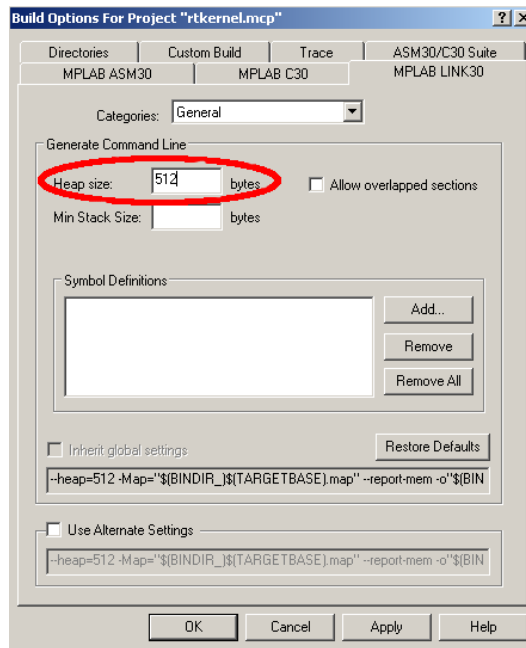 Build Options For Project "rtkernel.mcp"
Directories Custom Build Trace ASM30/C30 Suite
MPLAB ASM30 MPLAB C30 MPLAB LINK30
Categories: General
Generate Command Line
Heap size: 512 bytes Allow overlapped sections
Min Stack Size: bytes
Symbol Definitions
Add...
Remove
Remove All
Inherit global settings Restore Defaults
--heap=512 -Map="$(BINDIR_)$(TARGETBASE).map" --report-mem -o"$(BIN
Use Alternate Settings
--heap=512 -Map="$(BINDIR_)$(TARGETBASE).map" --report-mem -o"$(BIN
OK Cancel Apply Help